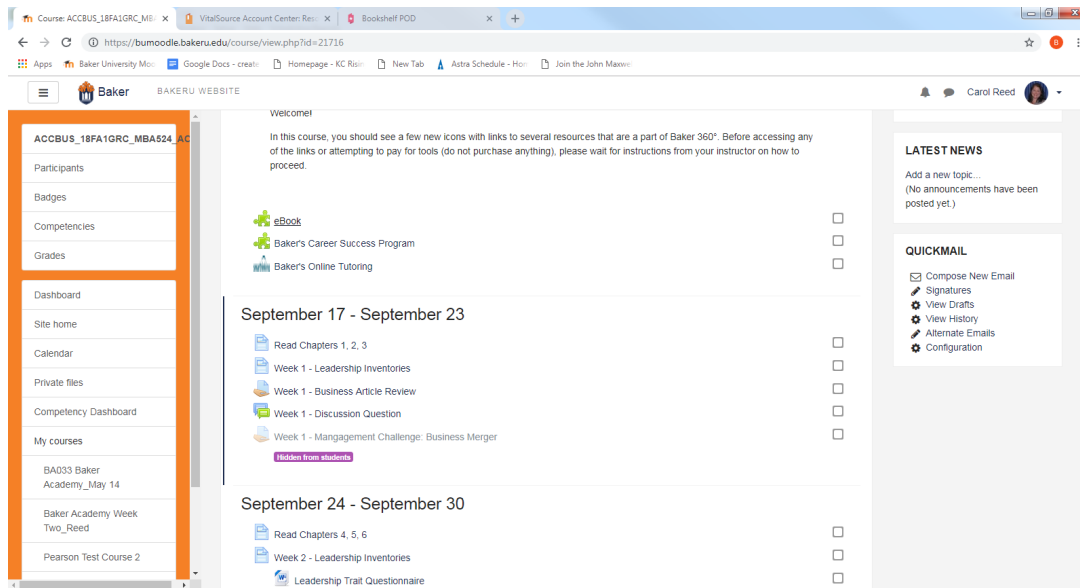 Course: ACCBUS_18FA1GRC_MBA
VitalSource Account Center: Res
Bookshelf POD
https://bumoodle.bakeru.edu/course/view.php?id=21716
B
Apps
Baker University Moo
Google Docs - create
Homepage - KC Risin
New Tab
Astra Schedule - Hom
Join the John Maxwe
Baker
BAKERU WEBSITE
Carol Reed
ACCBUS_18FA1GRC_MBA524_AC
Participants
Badges
Competencies
Grades
Dashboard
Site home
Calendar
Private files
Competency Dashboard
My courses
BA033 Baker
Academy_May 14
Baker Academy Week
Two_Reed
Pearson Test Course 2
Welcome!
In this course, you should see a few new icons with links to several resources that are a part of Baker 360°. Before accessing any
of the links or attempting to pay for tools (do not purchase anything), please wait for instructions from your instructor on how to
proceed.
eBook
Baker's Career Success Program
Baker's Online Tutoring
September 17 - September 23
Read Chapters 1, 2, 3
Week 1 - Leadership Inventories
Week 1 - Business Article Review
Week 1 - Discussion Question
Week 1 - Mangagement Challenge: Business Merger
Hidden from students
September 24 - September 30
Read Chapters 4, 5, 6
Week 2 - Leadership Inventories
Leadership Trait Questionnaire
LATEST NEWS
Add a new topic...
(No announcements have been
posted yet.)
QUICKMAIL
Compose New Email
Signatures
View Drafts
View History
Alternate Emails
Configuration